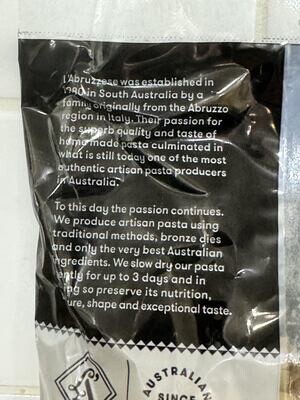 L'Abruzzese was established in
1990 in South Australia by a
family originally from the Abruzzo
region in Italy. Their passion for
the superb quality and taste of
home made pasta culminated in
what is still today one of the most
authentic artisan pasta producers
in Australia.
To this day the passion continues.
We produce artisan pasta using
traditional methods, bronze dies
and only the very best Australian
ingredients. We slow dry our pasta
ently for up to 3 days and in
so preserve its nutrition,
ure, shape and exceptional taste.
AUSTRALIAN
SINCE